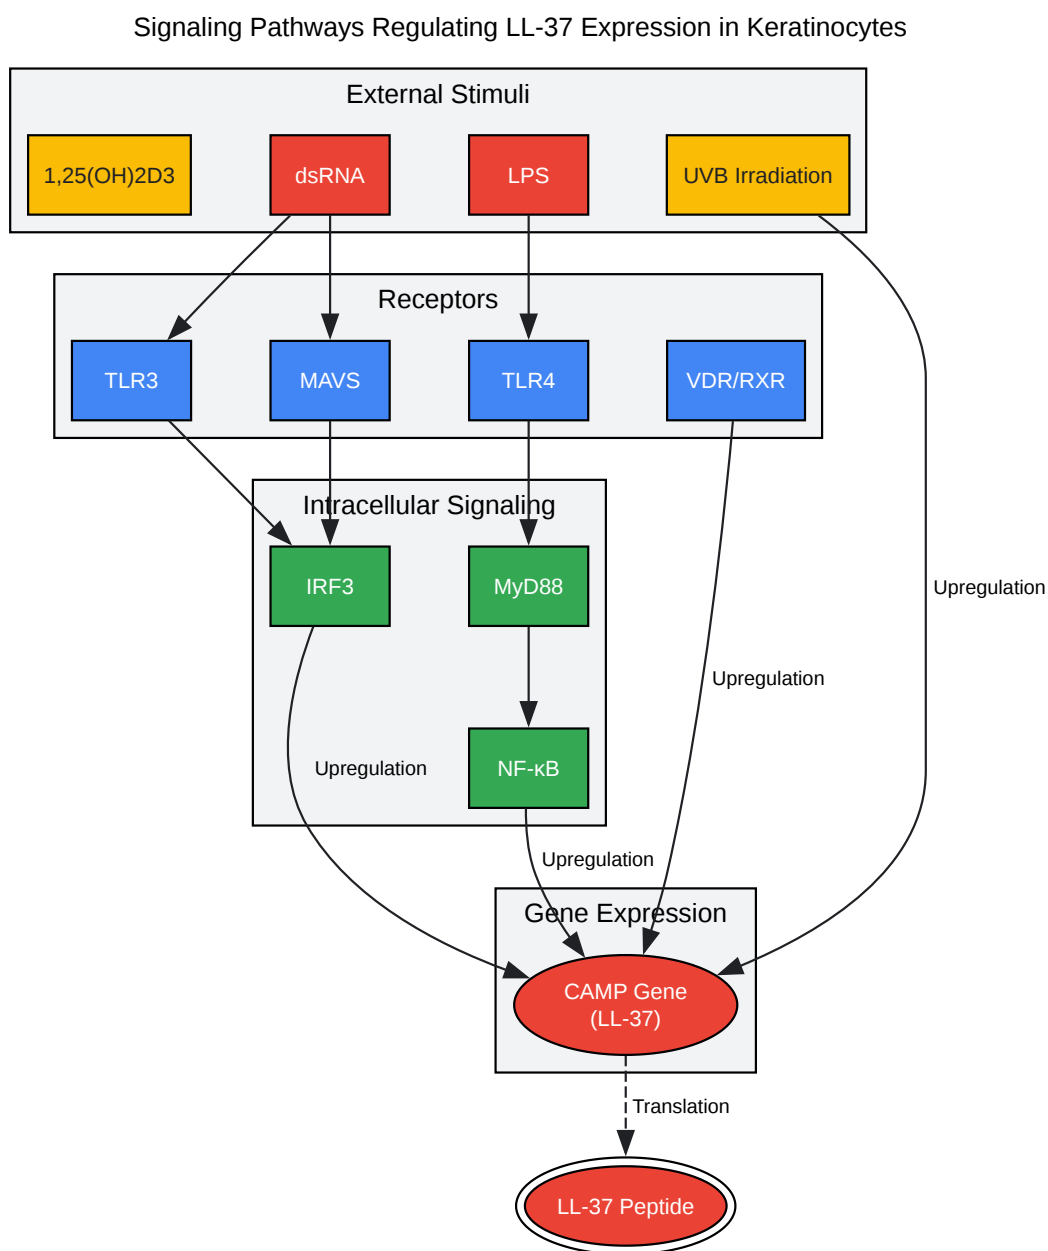 Signaling Pathways Regulating LL-37 Expression in Keratinocytes
External Stimuli
1,25(OH)2D3
dsRNA
LPS
UVB Irradiation
Receptors
TLR3
MAVS
TLR4
VDR/RXR
Intracellular Signaling
IRF3
MyD88
Upregulation
Upregulation
Upregulation
NF-κB
Upregulation
Gene Expression
CAMP Gene
(LL-37)
Translation
LL-37 Peptide